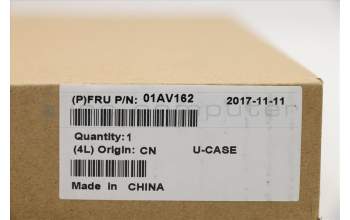 (P)FRU P/N: 01AV162 2017-11-11
Quantity:1
(4L) Origin: CN U-CASE
Made in CHINA